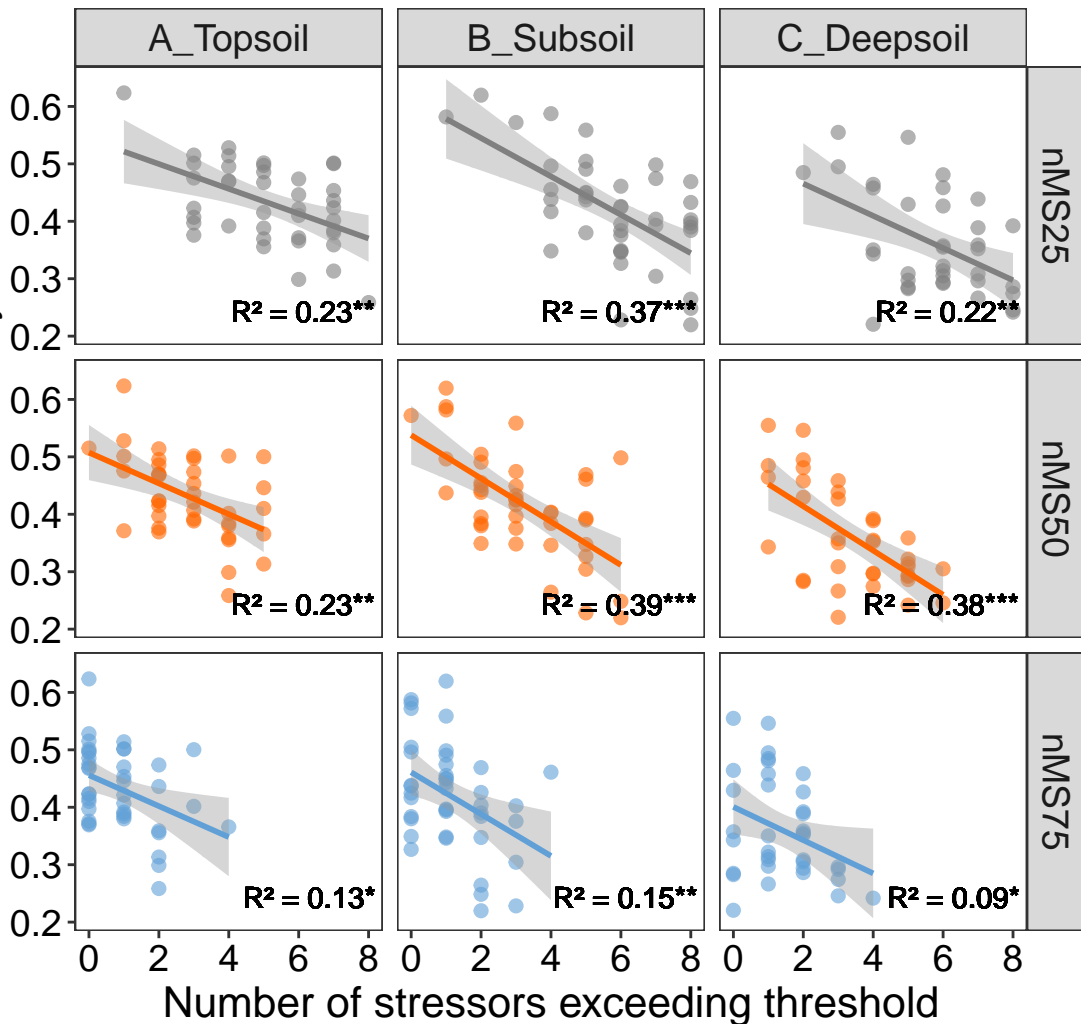 A_Topsoil B_Subsoil C_Deepsoil
0.6
0.5
0.4
0.3
0.2
R² = 0.23** R² = 0.37*** R² = 0.22**
nMS25
0.6
0.5
0.4
0.3
0.2
R² = 0.23** R² = 0.39*** R² = 0.38***
nMS50
0.6
0.5
0.4
0.3
0.2
R² = 0.13* R² = 0.15** R² = 0.09*
nMS75
0 2 4 6 8 0 2 4 6 8 0 2 4 6 8
Number of stressors exceeding threshold